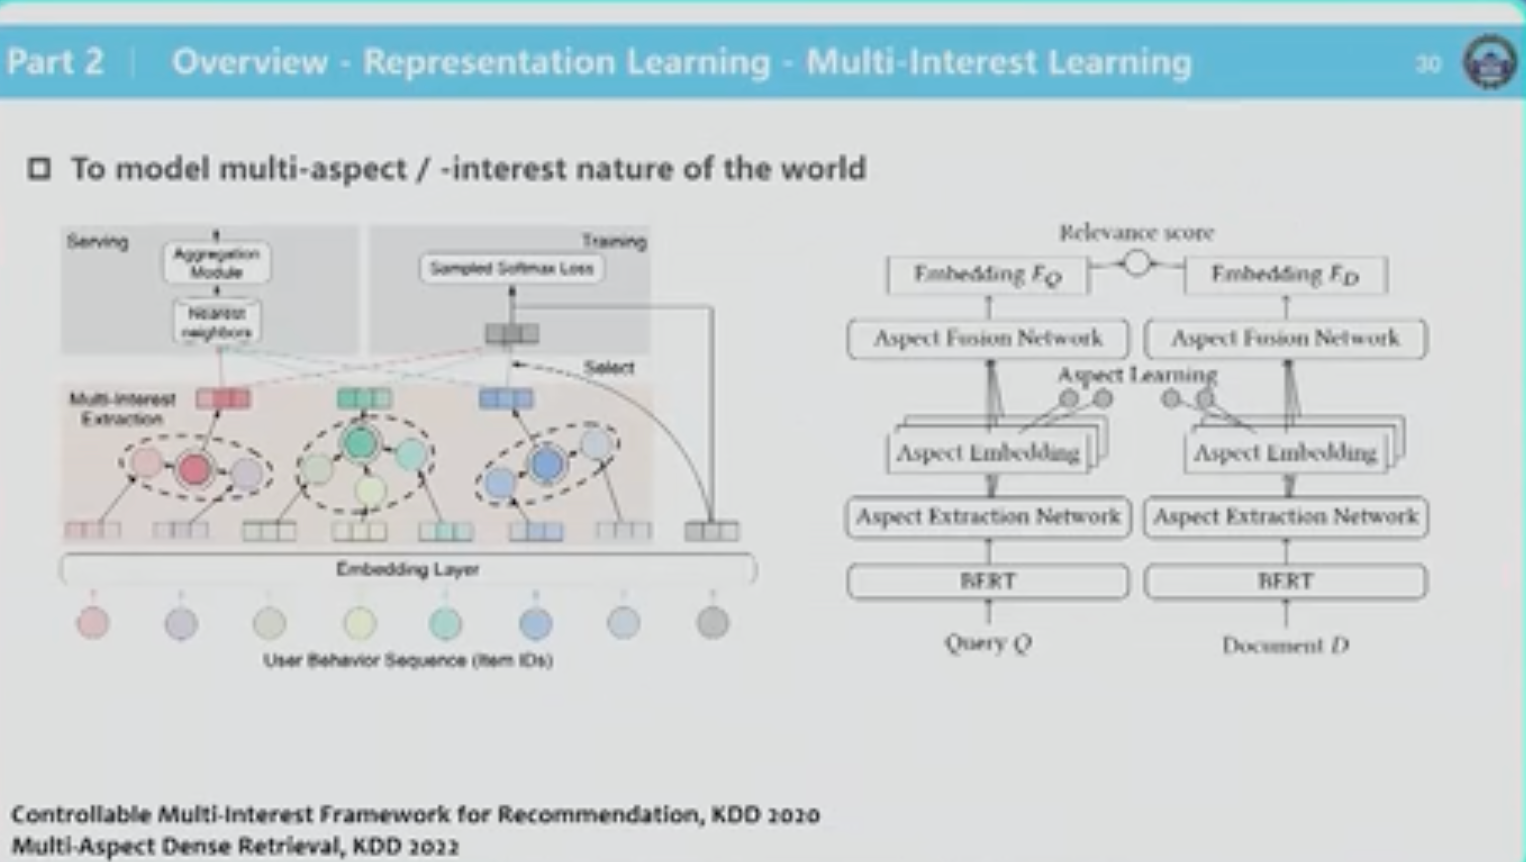 Part 2 | Overview - Representation Learning - Multi-Interest Learning
30
To model multi-aspect / -interest nature of the world
Serving
Aggregation
Module
Nearest
neighbors
Training
Sampled Softmax Loss
Select
Multi-Interest
Extraction
Embedding Layer
User Behavior Sequence (Item IDs)
Relevance score
Embedding E_Q
Embedding E_D
Aspect Fusion Network
Aspect Fusion Network
Aspect Learning
Aspect Embedding
Aspect Embedding
Aspect Extraction Network
Aspect Extraction Network
BERT
BERT
Query Q
Document D
Controllable Multi-Interest Framework for Recommendation, KDD 2020
Multi-Aspect Dense Retrieval, KDD 2022